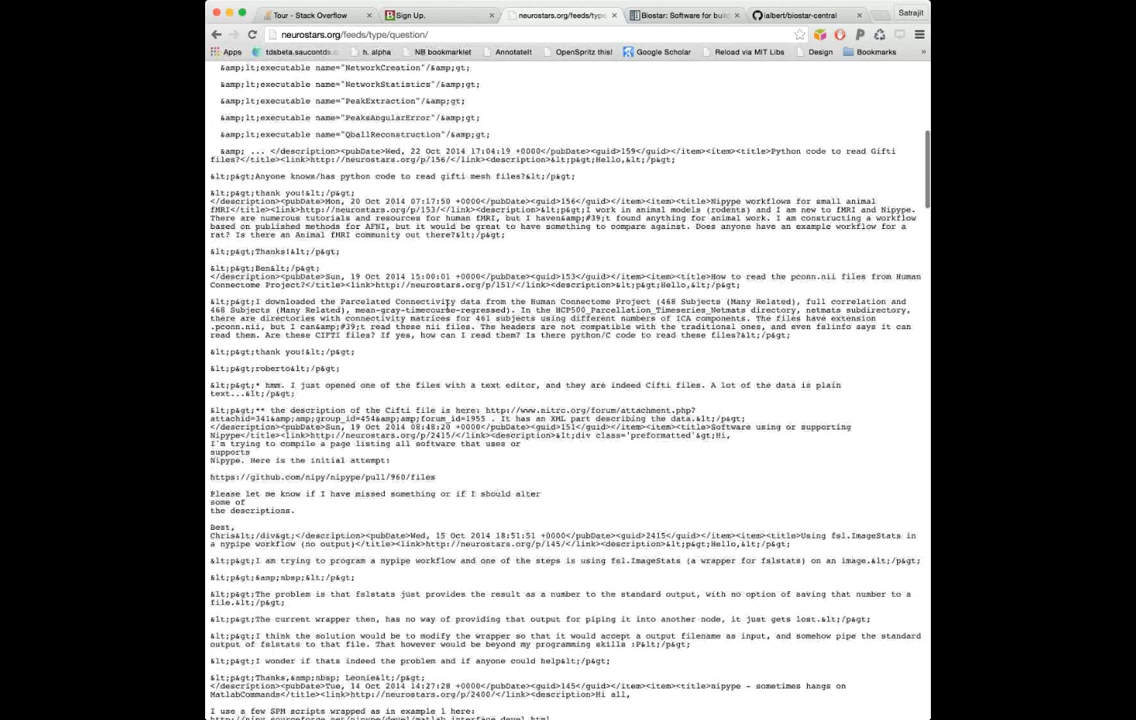 Tour - Stack Overflow
Sign Up.
neurostars.org/feeds/type
Biostar: Software for buil
ialbert/biostar-central
Satrajit
neurostars.org/feeds/type/question/
Apps
tdsbeta.saucontds.c
h. alpha
NB bookmarklet
AnnotateIt
OpenSpritz this!
Google Scholar
Reload via MIT Libs
Design
Bookmarks
»
&amp;lt;executable name="NetworkCreation"/&amp;gt;
&amp;lt;executable name="NetworkStatistics"/&amp;gt;
&amp;lt;executable name="PeakExtraction"/&amp;gt;
&amp;lt;executable name="PeaksAngularError"/&amp;gt;
&amp;lt;executable name="QballReconstruction"/&amp;gt;
&amp; ... </description><pubDate>Wed, 22 Oct 2014 17:04:19 +0000</pubDate><guid>159</guid></item><item><title>Python code to read Gifti
files?</title><link>http://neurostars.org/p/156/</link><description>&lt;p&gt;Hello,&lt;/p&gt;
&lt;p&gt;Anyone knows/has python code to read gifti mesh files?&lt;/p&gt;
&lt;p&gt;thank you!&lt;/p&gt;
</description><pubDate>Mon, 20 Oct 2014 07:17:50 +0000</pubDate><guid>156</guid></item><item><title>Nipype workflows for small animal
fMRI</title><link>http://neurostars.org/p/153/</link><description>&lt;p&gt;I work in animal models (rodents) and I am new to fMRI and Nipype.
There are numerous tutorials and resources for human fMRI, but I haven&amp;#39;t found anything for animal work. I am constructing a workflow
based on published methods for AFNI, but it would be great to have something to compare against. Does anyone have an example workflow for a
rat? Is there an Animal fMRI community out there?&lt;/p&gt;
&lt;p&gt;Thanks!&lt;/p&gt;
&lt;p&gt;Ben&lt;/p&gt;
</description><pubDate>Sun, 19 Oct 2014 15:00:01 +0000</pubDate><guid>153</guid></item><item><title>How to read the pconn.nii files from Human
Connectome Project?</title><link>http://neurostars.org/p/151/</link><description>&lt;p&gt;Hello,&lt;/p&gt;
&lt;p&gt;I downloaded the Parcelated Connectivity data from the Human Connectome Project (468 Subjects (Many Related), full correlation and
468 Subjects (Many Related), mean-gray-timecourse-regressed). In the HCP500_Parcellation_Timeseries_Netmats directory, netmats subdirectory,
there are directories with connectivity matrices for 461 subjects using different numbers of ICA components. The files have extension
.pconn.nii, but I can&amp;#39;t read these nii files. The headers are not compatible with the traditional ones, and even fslinfo says it can
read them. Are these CIFTI files? If yes, how can I read them? Is there python/C code to read these files?&lt;/p&gt;
&lt;p&gt;thank you!&lt;/p&gt;
&lt;p&gt;roberto&lt;/p&gt;
&lt;p&gt;* hmm. I just opened one of the files with a text editor, and they are indeed Cifti files. A lot of the data is plain
text...&lt;/p&gt;
&lt;p&gt;** the description of the Cifti file is here: http://www.nitrc.org/forum/attachment.php?
attachid=341&amp;amp;group_id=454&amp;amp;forum_id=1955 . It has an XML part describing the data.&lt;/p&gt;
</description><pubDate>Sun, 19 Oct 2014 08:48:20 +0000</pubDate><guid>151</guid></item><item><title>Software using or supporting
Nipype</title><link>http://neurostars.org/p/2415/</link><description>&lt;div class='preformatted'&gt;Hi,
I'm trying to compile a page listing all software that uses or
supports
Nipype. Here is the initial attempt:
https://github.com/nipy/nipype/pull/960/files
Please let me know if I have missed something or if I should alter
some of
the descriptions.
Best,
Chris&lt;/div&gt;</description><pubDate>Wed, 15 Oct 2014 18:51:51 +0000</pubDate><guid>2415</guid></item><item><title>Using fsl.ImageStats in
a nypipe workflow (no output)</title><link>http://neurostars.org/p/145/</link><description>&lt;p&gt;Hello,&lt;/p&gt;
&lt;p&gt;I am trying to program a nypipe workflow and one of the steps is using fsl.ImageStats (a wrapper for fslstats) on an image.&lt;/p&gt;
&lt;p&gt;&amp;nbsp;&lt;/p&gt;
&lt;p&gt;The problem is that fslstats just provides the result as a number to the standard output, with no option of saving that number to a
file.&lt;/p&gt;
&lt;p&gt;The current wrapper then, has no way of providing that output for piping it into another node, it just gets lost.&lt;/p&gt;
&lt;p&gt;I think the solution would be to modify the wrapper so that it would accept a output filename as input, and somehow pipe the standard
output of fslstats to that file. That however would be beyond my programming skills :P&lt;/p&gt;
&lt;p&gt;I wonder if thats indeed the problem and if anyone could help&lt;/p&gt;
&lt;p&gt;Thanks,&amp;nbsp; Leonie&lt;/p&gt;
</description><pubDate>Tue, 14 Oct 2014 14:27:28 +0000</pubDate><guid>145</guid></item><item><title>nipype - sometimes hangs on
MatlabCommands</title><link>http://neurostars.org/p/2400/</link><description>Hi all,
I use a few SPM scripts wrapped as in example 1 here:
http://nipy.sourceforge.net/nipype/devel/matlab_interface_devel.html